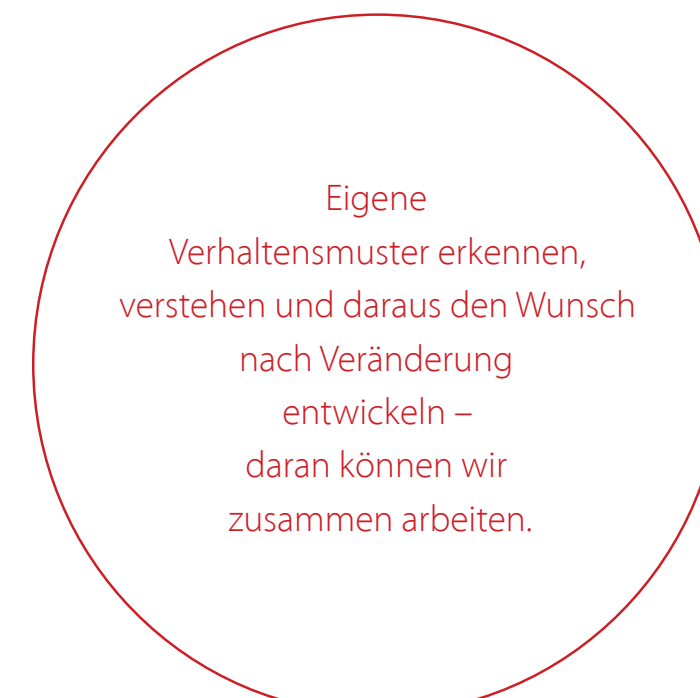 Eigene
Verhaltensmuster erkennen,
verstehen und daraus den Wunsch
nach Veränderung
entwickeln –
daran können wir
zusammen arbeiten.